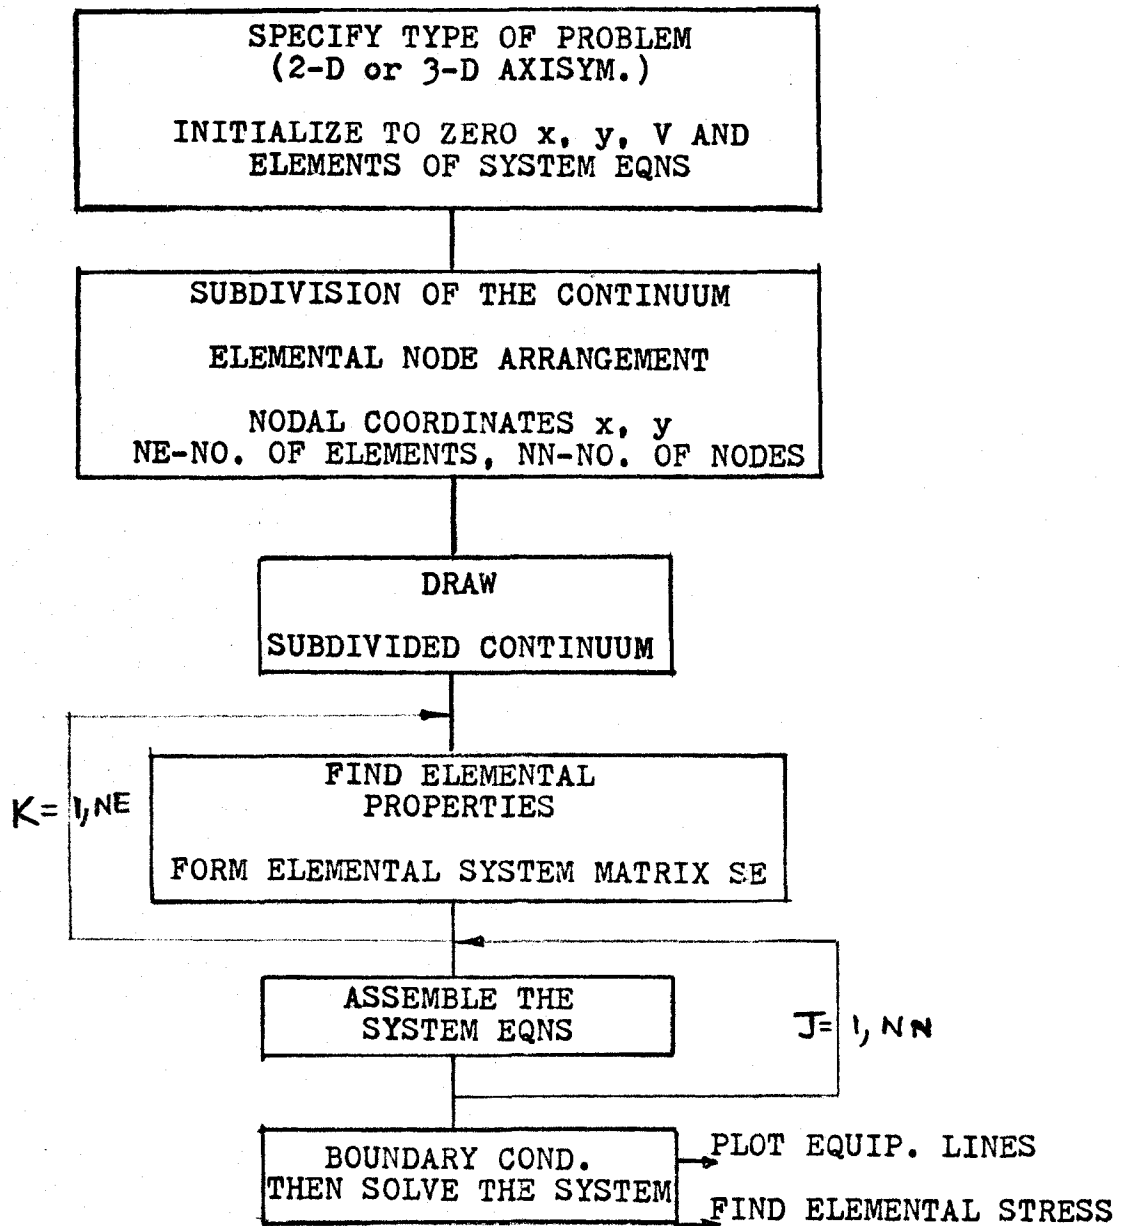 SPECIFY TYPE OF PROBLEM
(2-D or 3-D AXISYM.)
INITIALIZE TO ZERO x, y, V AND
ELEMENTS OF SYSTEM EQNS
SUBDIVISION OF THE CONTINUUM
ELEMENTAL NODE ARRANGEMENT
NODAL COORDINATES x, y
NE-NO. OF ELEMENTS, NN-NO. OF NODES
DRAW
SUBDIVIDED CONTINUUM
FIND ELEMENTAL
PROPERTIES
K= 1, NE
FORM ELEMENTAL SYSTEM MATRIX SE
ASSEMBLE THE
SYSTEM EQNS
J= 1, NN
BOUNDARY COND.
THEN SOLVE THE SYSTEM
PLOT EQUIP. LINES
FIND ELEMENTAL STRESS